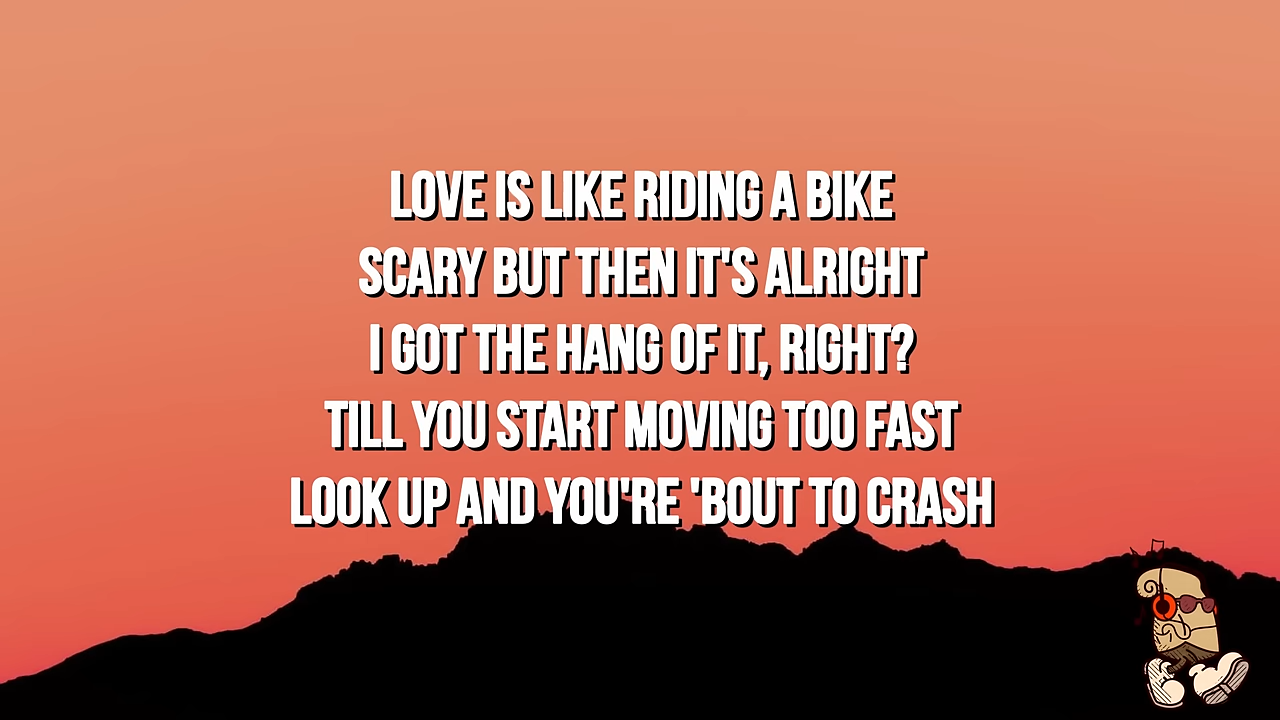 LOVE IS LIKE RIDING A BIKE
SCARY BUT THEN IT'S ALRIGHT
I GOT THE HANG OF IT, RIGHT?
TILL YOU START MOVING TOO FAST
LOOK UP AND YOU'RE 'BOUT TO CRASH